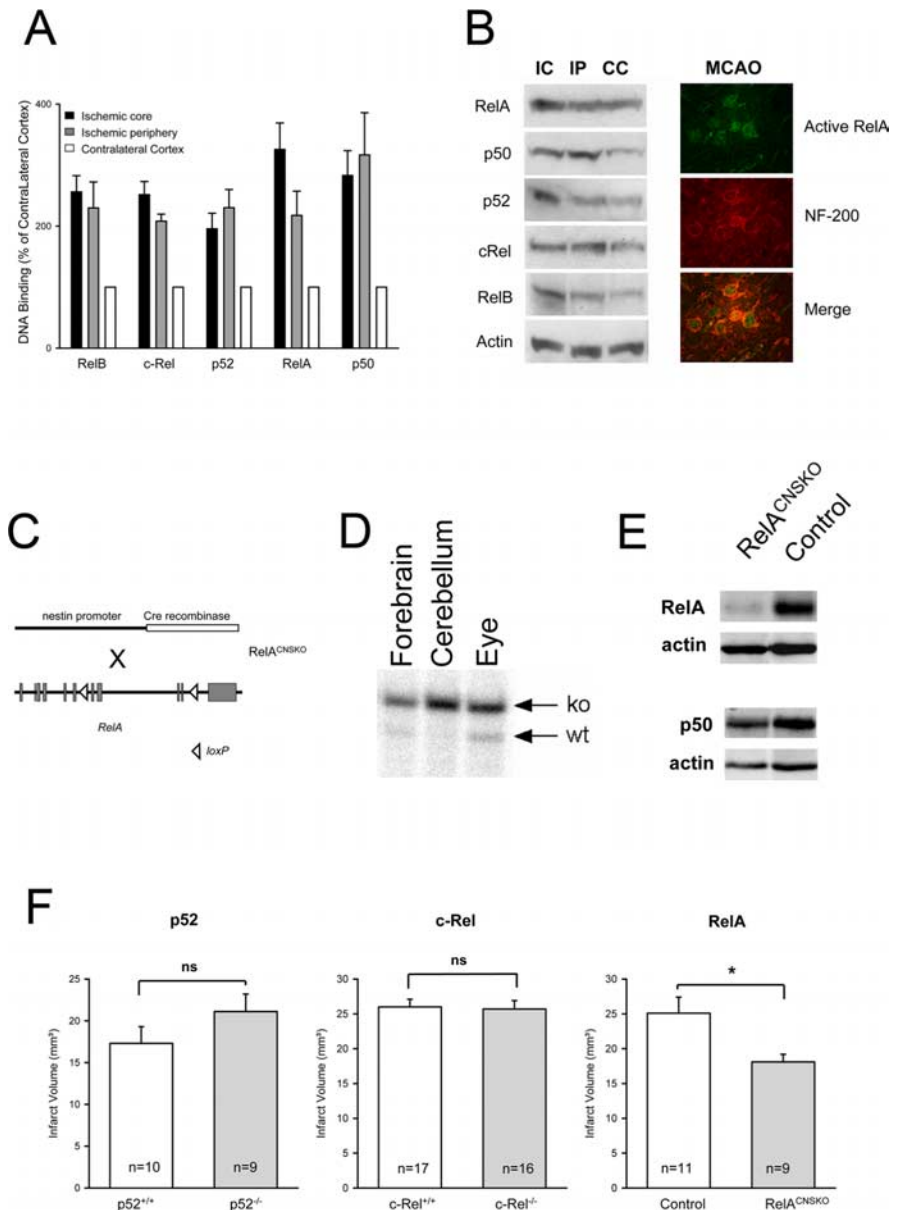 A
400
200
0
DNA Binding (% of ContraLateral Cortex)
Ischemic core
Ischemic periphery
Contralateral Cortex
RelB c-Rel p52 RelA p50
B
IC IP CC
RelA
p50
p52
cRel
RelB
Actin
MCAO
Active RelA
NF-200
Merge
C
nestin promoter Cre recombinase
X
RelA^CNSKO
RelA
loxP
D
Forebrain
Cerebellum
Eye
ko
wt
E
RelA^CNSKO
Control
RelA
actin
p50
actin
F
p52
ns
25
20
15
10
5
0
Infarct Volume (mm³)
n=10 n=9
p52+/+ p52-/-
c-Rel
ns
30
25
20
15
10
5
0
Infarct Volume (mm³)
n=17 n=16
c-Rel+/+ c-Rel-/-
RelA
*
30
25
20
15
10
5
0
Infarct Volume (mm³)
n=11 n=9
Control RelA^CNSKO